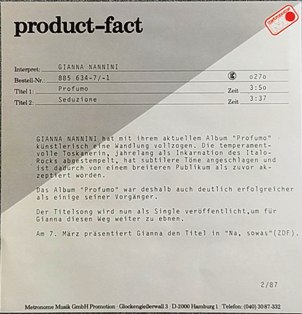 product-fact
metronome
Interpret: GIANNA NANNINI
Bestell-Nr.: 885 634-7/-1 0270
Titel 1: Profumo Zeit 3:50
Titel 2: Seduzione Zeit 3:37
GIANNA NANNINI hat mit ihrem aktuellem Album "Profumo"
künstlerisch eine Wandlung vollzogen. Die temperament-
volle Toskanerin, jahrelang als Inkarnation des Italo-
Rocks abgestempelt, hat subtilere Töne angeschlagen und
ist dadurch von einem breiteren Publikum als zuvor ak-
zeptiert worden.
Das Album "Profumo" war deshalb auch deutlich erfolgreicher
als einige seiner Vorgänger.
Der Titelsong wird nun als Single veröffentlicht,um für
Gianna diesen Weg weiter zu ebnen.
Am 7. März präsentiert Gianna den Titel in "Na, sowas"(ZDF).
2/87
Metronome Musik GmbH Promotion · Glockengießerwall 3 · D-2000 Hamburg 1 · Telefon: (040) 30 87-332